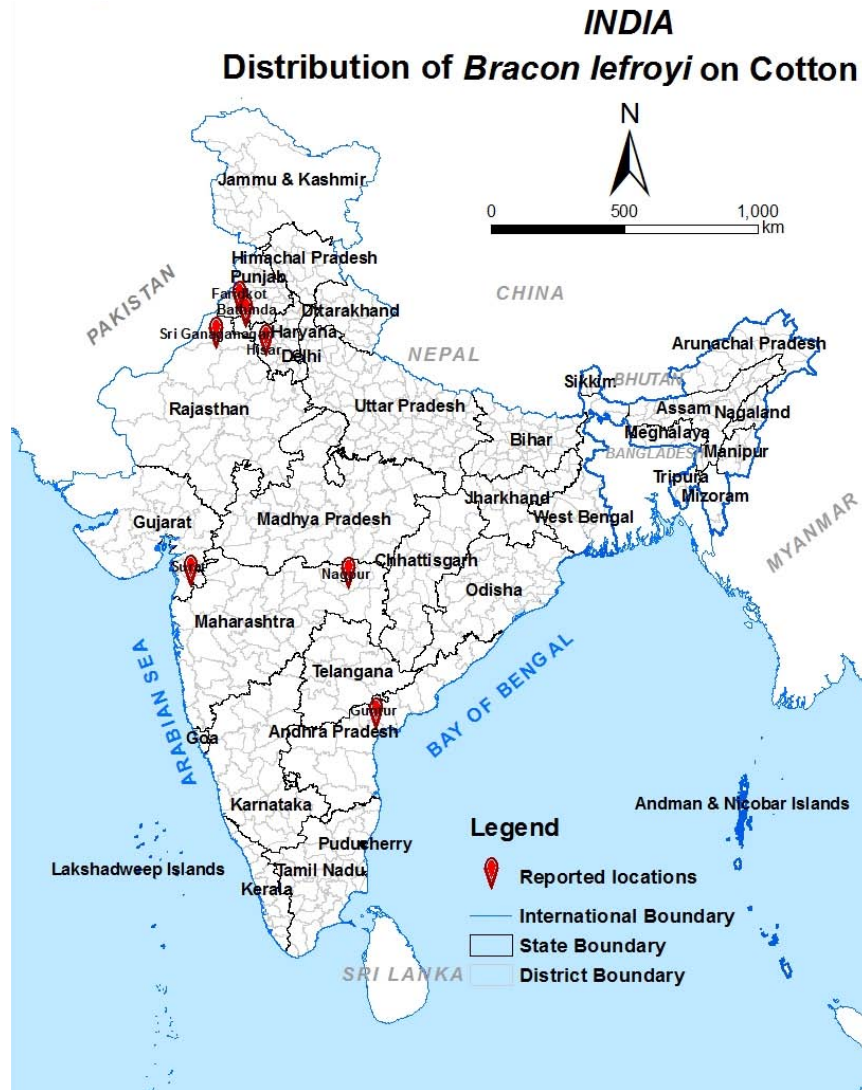 INDIA
Distribution of Bracon lefroyi on Cotton
N
0 500 1,000
km
Jammu & Kashmir
Himachal Pradesh
Punjab
PAKISTAN
CHINA
Faridkot
Bathinda
Uttarakhand
Sri Ganaganagar
Haryana
Hisar
Delhi
NEPAL
Arunachal Pradesh
Sikkim
BHUTAN
Rajasthan
Uttar Pradesh
Assam
Nagaland
Bihar
Meghalaya
BANGLADESH
Manipur
Tripura
Jharkhand
Mizoram
Gujarat
Madhya Pradesh
West Bengal
MYANMAR
Chhattisgarh
Surat
Nagpur
Odisha
Maharashtra
ARABIAN SEA
Telangana
BAY OF BENGAL
Guntur
Andhra Pradesh
Goa
Karnataka
Andman & Nicobar Islands
Puducherry
Lakshadweep Islands
Tamil Nadu
Kerala
SRI LANKA
Legend
Reported locations
International Boundary
State Boundary
District Boundary